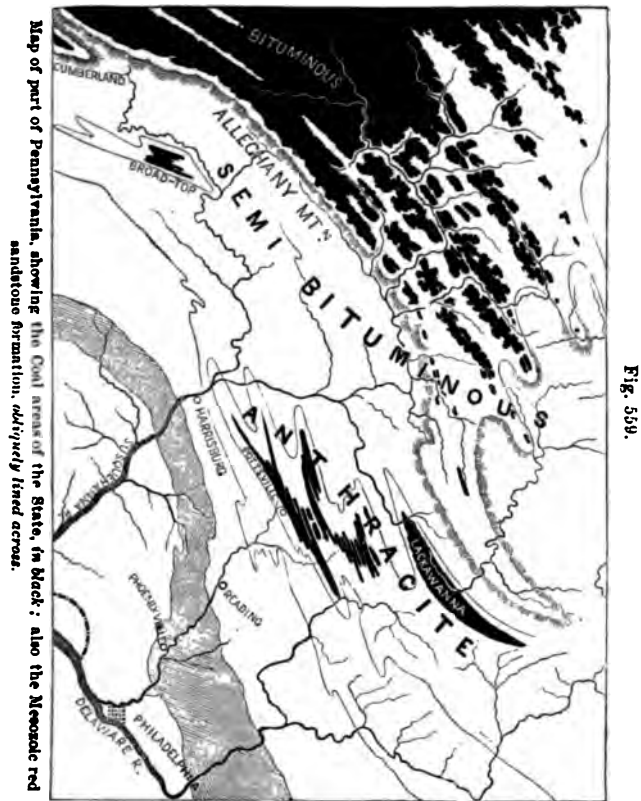 Fig. 559.
BITUMINOUS
CUMBERLAND
ALLEGHANY MT.N
BROAD-TOP
SEMI BITUMINOUS
ANTHRACITE
LACKAWANNA
HARRISBURG
SUSQUEHANNA R.
READING
PHILADELPHIA
DELAWARE R.
Map of part of Pennsylvania, showing the Coal areas of the State, in black; also the Mesozoic red
sandstone formation, obliquely lined across.